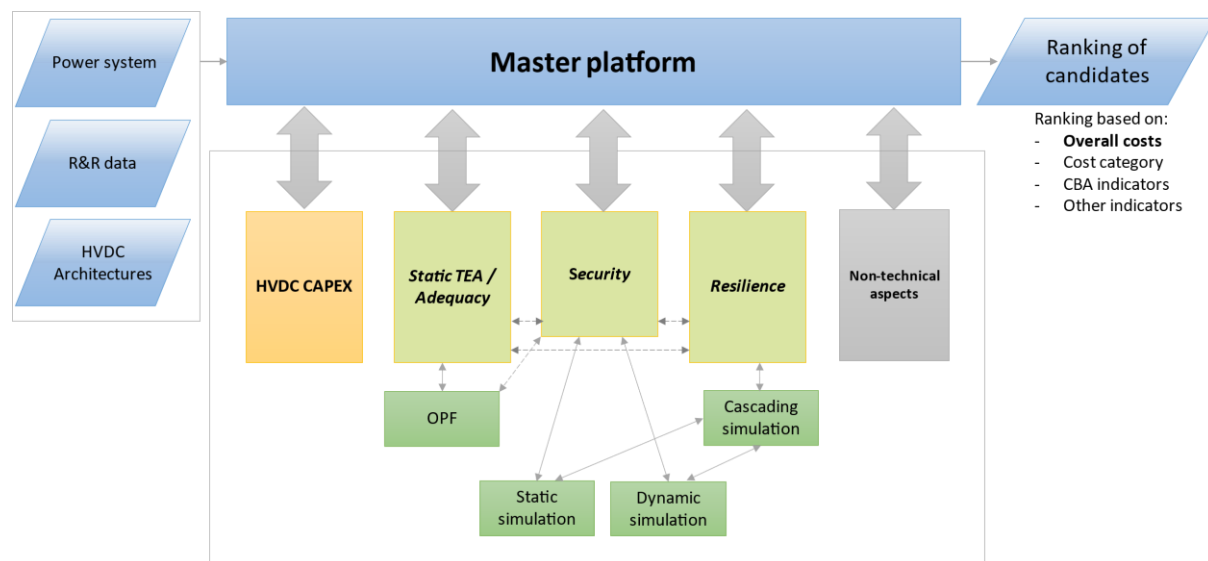 Power system
R&R data
HVDC
Architectures
Master platform
Ranking of
candidates
Ranking based on:
- Overall costs
- Cost category
- CBA indicators
- Other indicators
HVDC CAPEX
Static TEA /
Adequacy
Security
Resilience
Non-technical
aspects
OPF
Cascading
simulation
Static
simulation
Dynamic
simulation